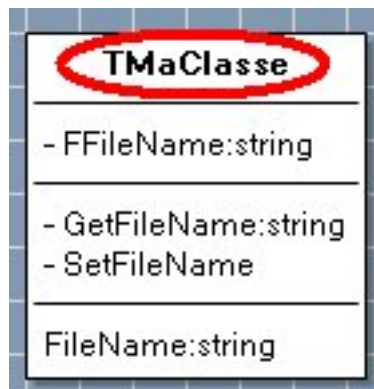 TMaClasse
- FFileName:string
- GetFileName:string
- SetFileName
FileName:string